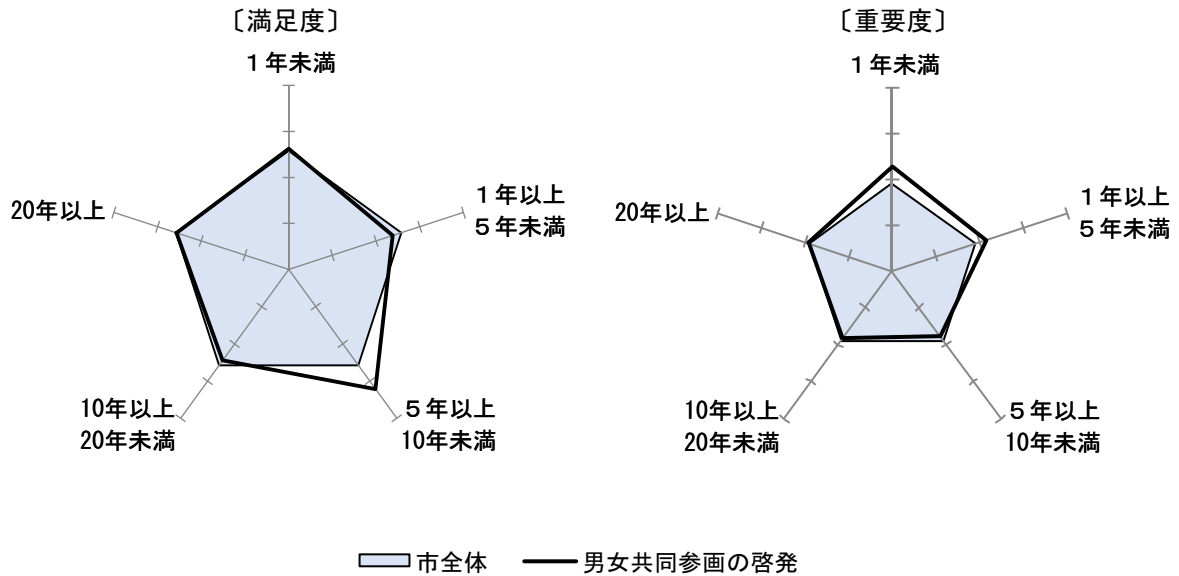 〔満足度〕
１年未満
１年以上
５年未満
５年以上
10年未満
10年以上
20年未満
20年以上
〔重要度〕
１年未満
１年以上
５年未満
５年以上
10年未満
10年以上
20年未満
20年以上
市全体
男女共同参画の啓発